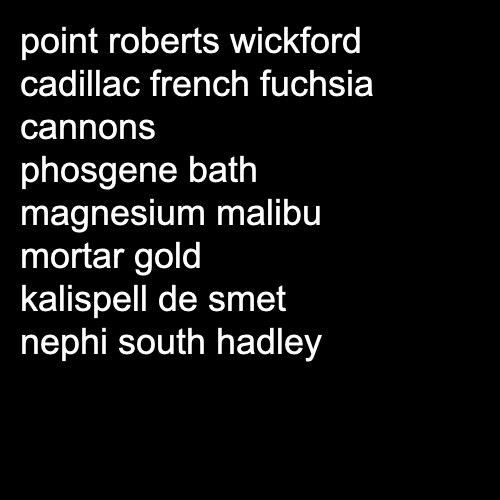 point roberts wickford
cadillac french fuchsia
cannons
phosgene bath
magnesium malibu
mortar gold
kalispell de smet
nephi south hadley